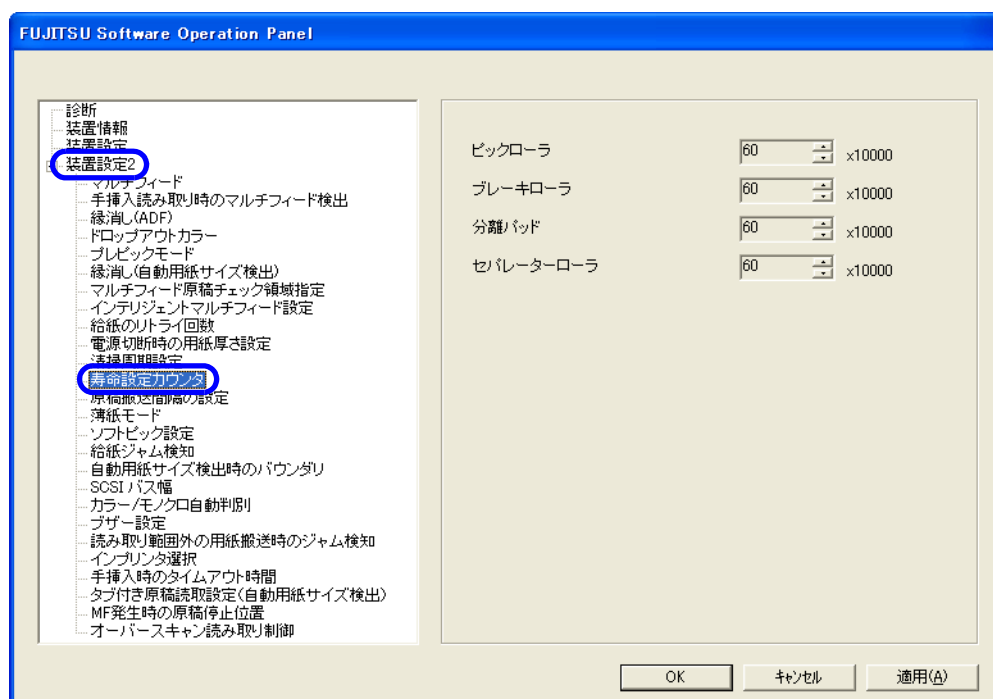 FUJITSU Software Operation Panel
診断
装置情報
装置設定
装置設定2
マルチフィード
手挿入読み取り時のマルチフィード検出
縁消し(ADF)
ドロップアウトカラー
プレピックモード
縁消し(自動用紙サイズ検出)
マルチフィード原稿チェック領域指定
インテリジェントマルチフィード設定
給紙のリトライ回数
電源切断時の用紙厚さ設定
清掃周期設定
寿命設定カウンタ
原稿搬送間隔の設定
薄紙モード
ソフトピック設定
給紙ジャム検知
自動用紙サイズ検出時のバウンダリ
SCSI バス幅
カラー/モノクロ自動判別
ブザー設定
読み取り範囲外の用紙搬送時のジャム検知
インプリンタ選択
手挿入時のタイムアウト時間
タブ付き原稿読取設定(自動用紙サイズ検出)
MF発生時の原稿停止位置
オーバースキャン読み取り制御
ピックローラ 60 x10000
ブレーキローラ 60 x10000
分離パッド 60 x10000
セパレーターローラ 60 x10000
OK キャンセル 適用(A)